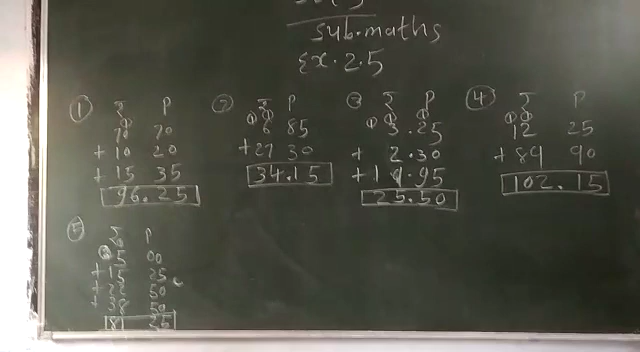 sub.maths
Ex.2.5
① ₹ P
70 70
+ 10 20
+ 15 35
96.25
② ₹ P
6 85
+27 30
34.15
③ ₹ P
3.25
+ 2.30
+ 19.95
25.50
④ ₹ P
12 25
+ 89 90
102.15
⑤ ₹ P
5 00
+ 15 25
+ 22 50
+ 38 50